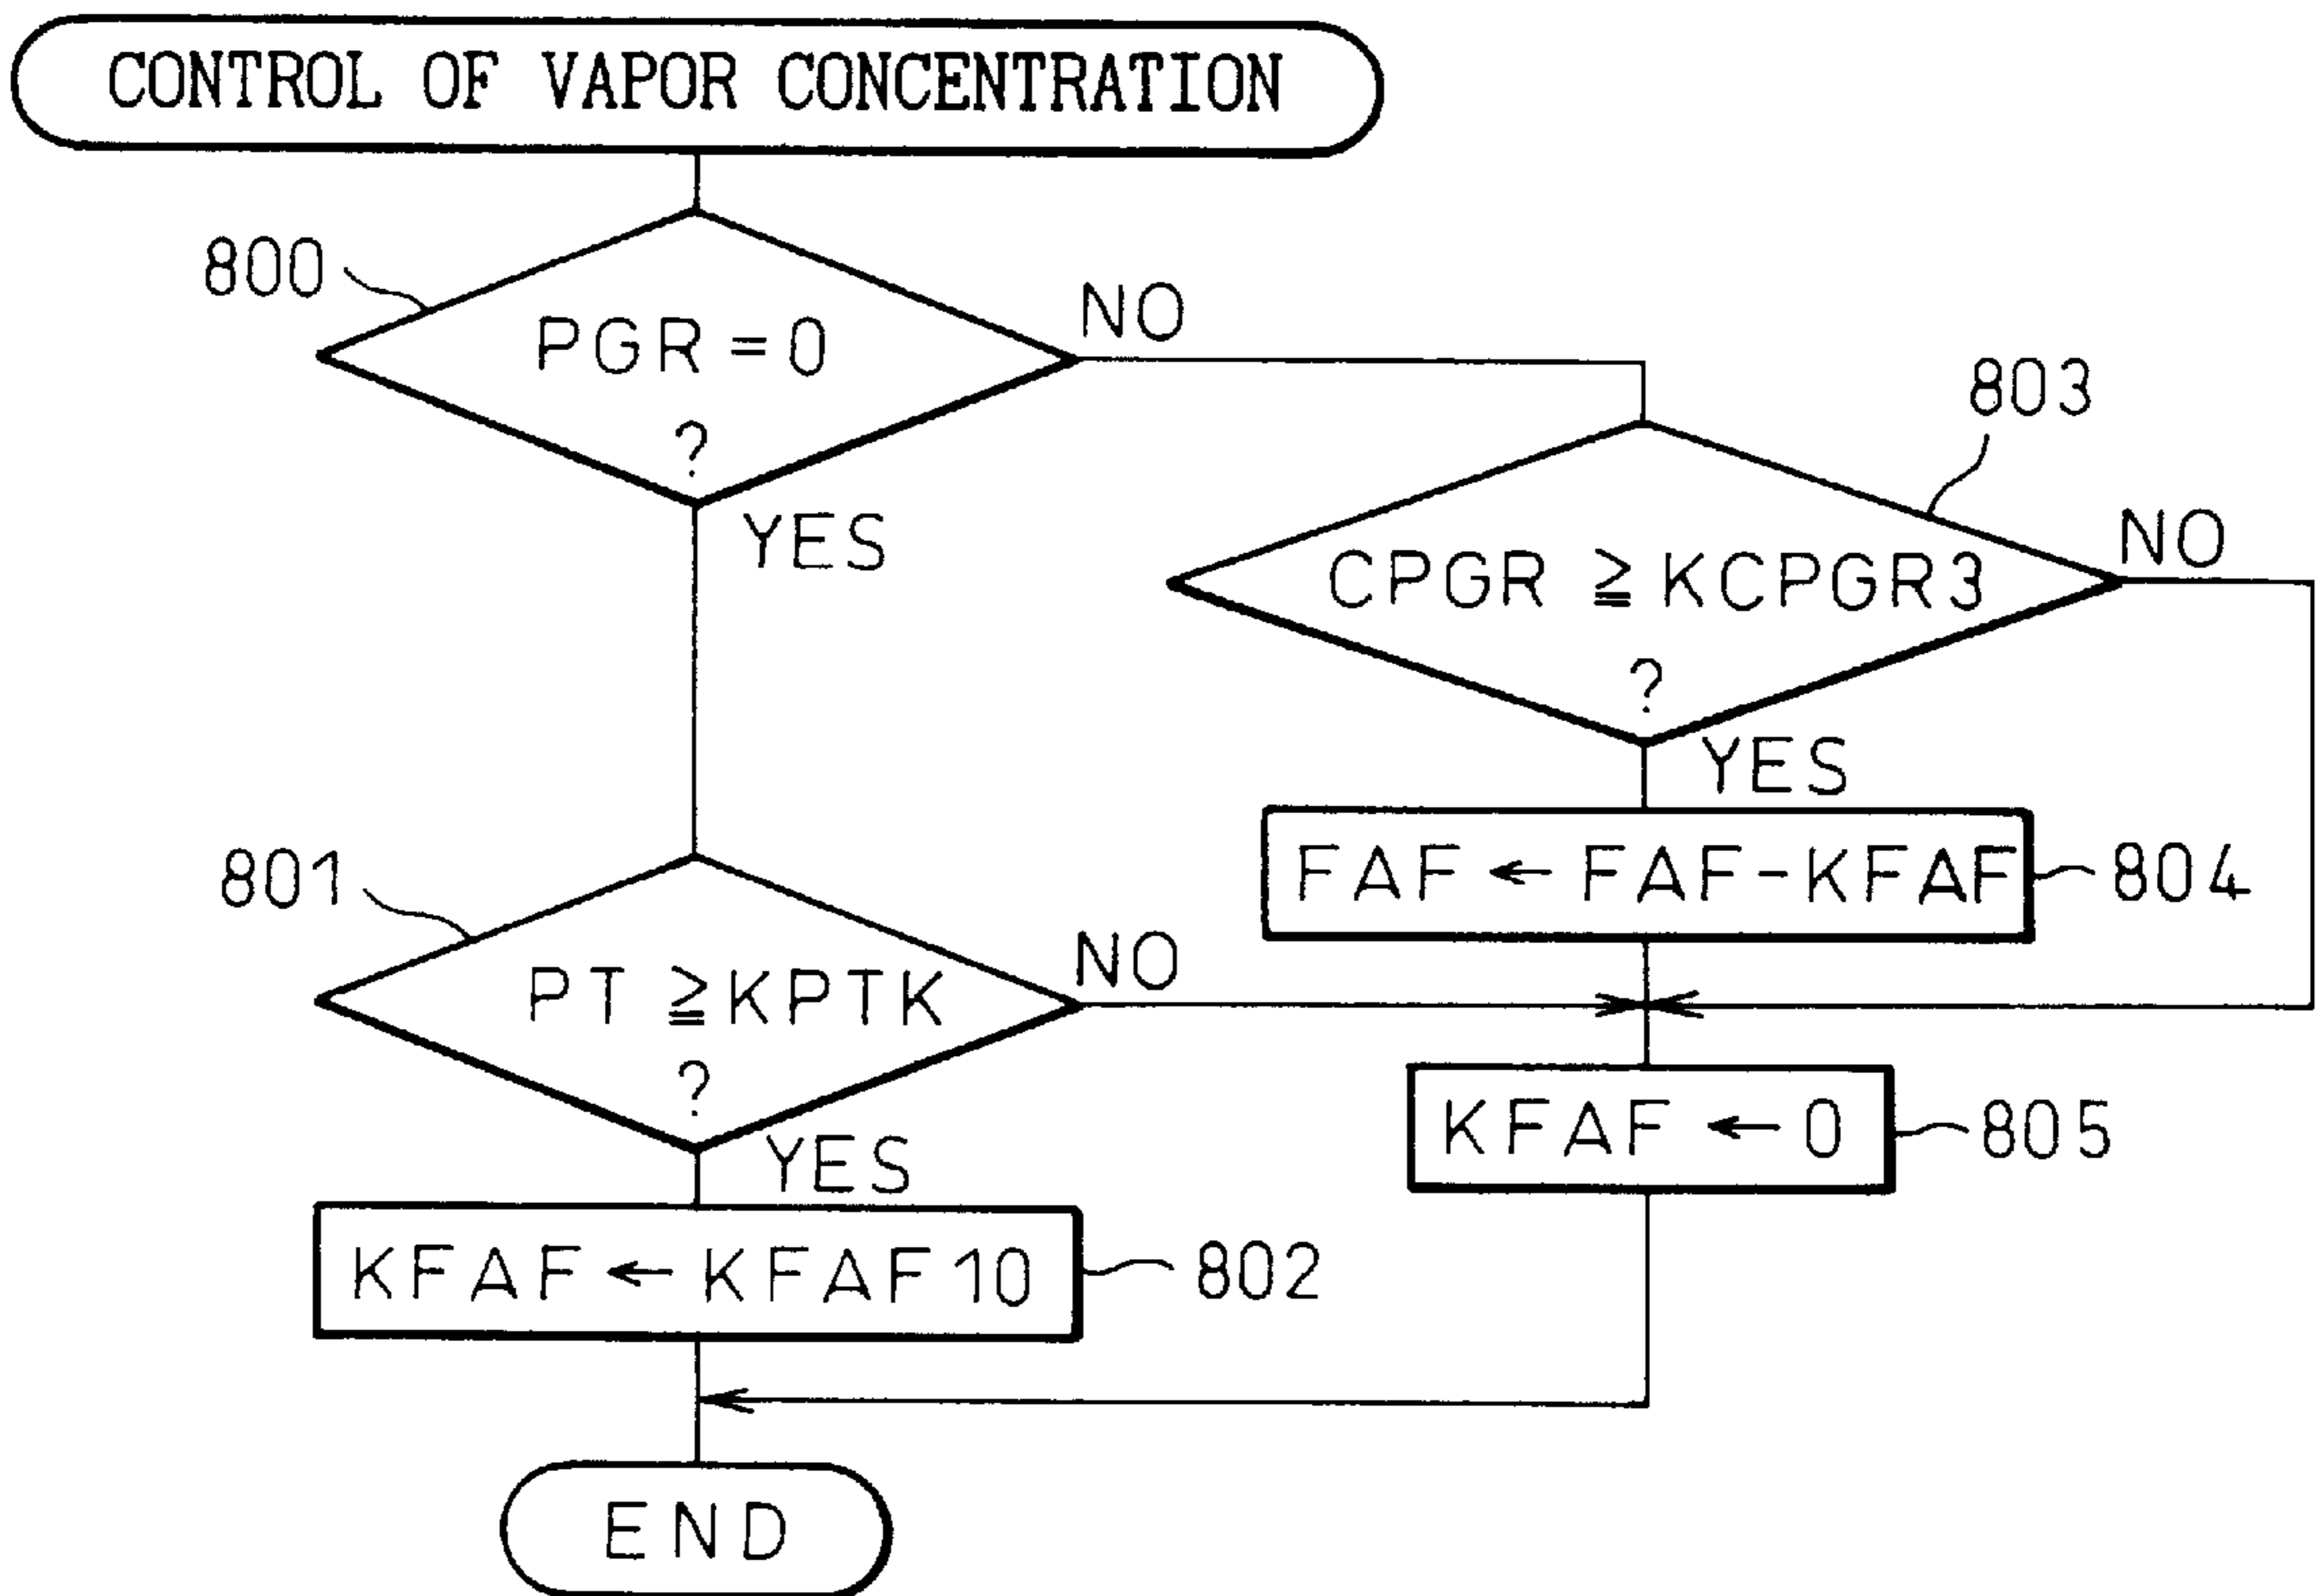 CONTROL OF VAPOR CONCENTRATION
800
PGR=0
?
NO
YES
803
CPGR ≧ KCPGR3
?
NO
YES
FAF ← FAF-KFAF
804
801
PT ≧KPTK
?
NO
YES
KFAF ← 0
805
KFAF ← KFAF10
802
END